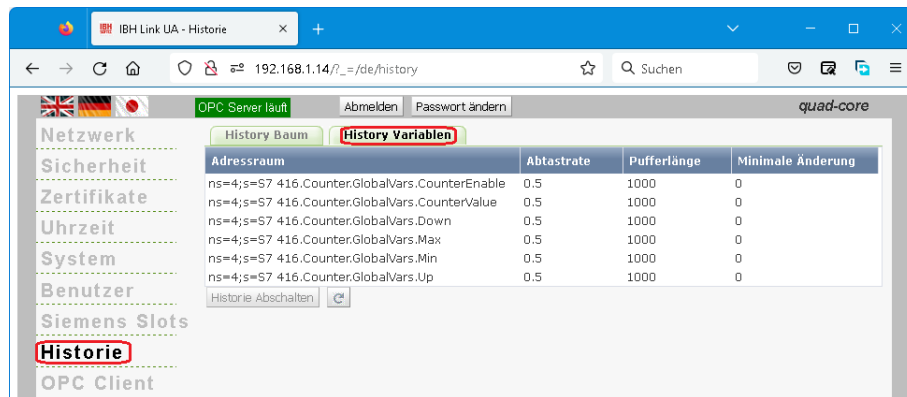 IBH Link UA - Historie
192.168.1.14/?_=/de/history
Suchen
OPC Server läuft
Abmelden
Passwort ändern
quad-core
Netzwerk
Sicherheit
Zertifikate
Uhrzeit
System
Benutzer
Siemens Slots
Historie
OPC Client
History Baum
History Variablen
Adressraum Abtastrate Pufferlänge Minimale Änderung
ns=4;s=S7 416.Counter.GlobalVars.CounterEnable 0.5 1000 0
ns=4;s=S7 416.Counter.GlobalVars.CounterValue 0.5 1000 0
ns=4;s=S7 416.Counter.GlobalVars.Down 0.5 1000 0
ns=4;s=S7 416.Counter.GlobalVars.Max 0.5 1000 0
ns=4;s=S7 416.Counter.GlobalVars.Min 0.5 1000 0
ns=4;s=S7 416.Counter.GlobalVars.Up 0.5 1000 0
Historie Abschalten